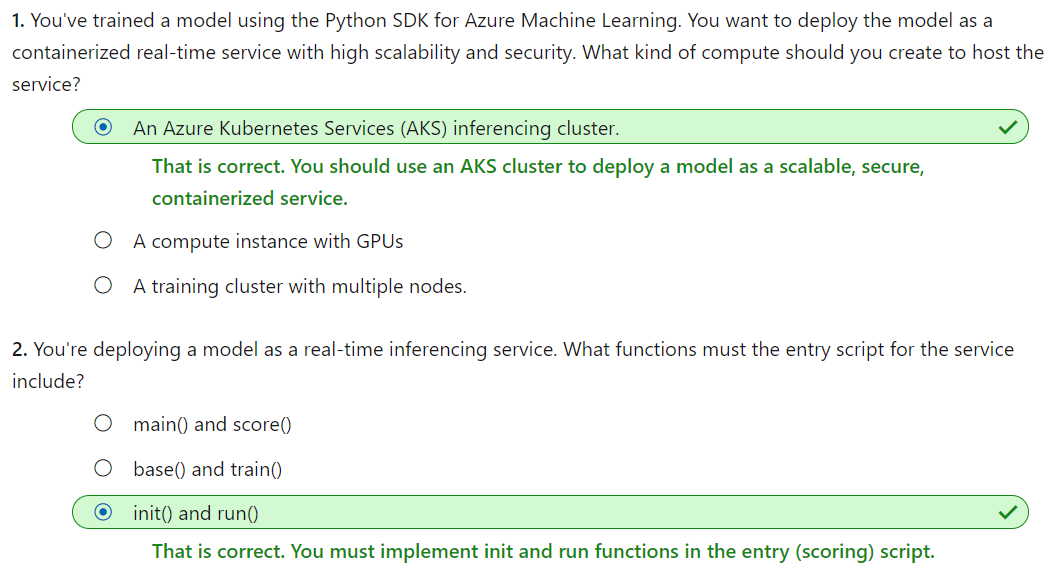 1. You've trained a model using the Python SDK for Azure Machine Learning. You want to deploy the model as a
containerized real-time service with high scalability and security. What kind of compute should you create to host the
service?
An Azure Kubernetes Services (AKS) inferencing cluster.
That is correct. You should use an AKS cluster to deploy a model as a scalable, secure,
containerized service.
A compute instance with GPUs
A training cluster with multiple nodes.
2. You're deploying a model as a real-time inferencing service. What functions must the entry script for the service
include?
main() and score()
base() and train()
init() and run()
That is correct. You must implement init and run functions in the entry (scoring) script.